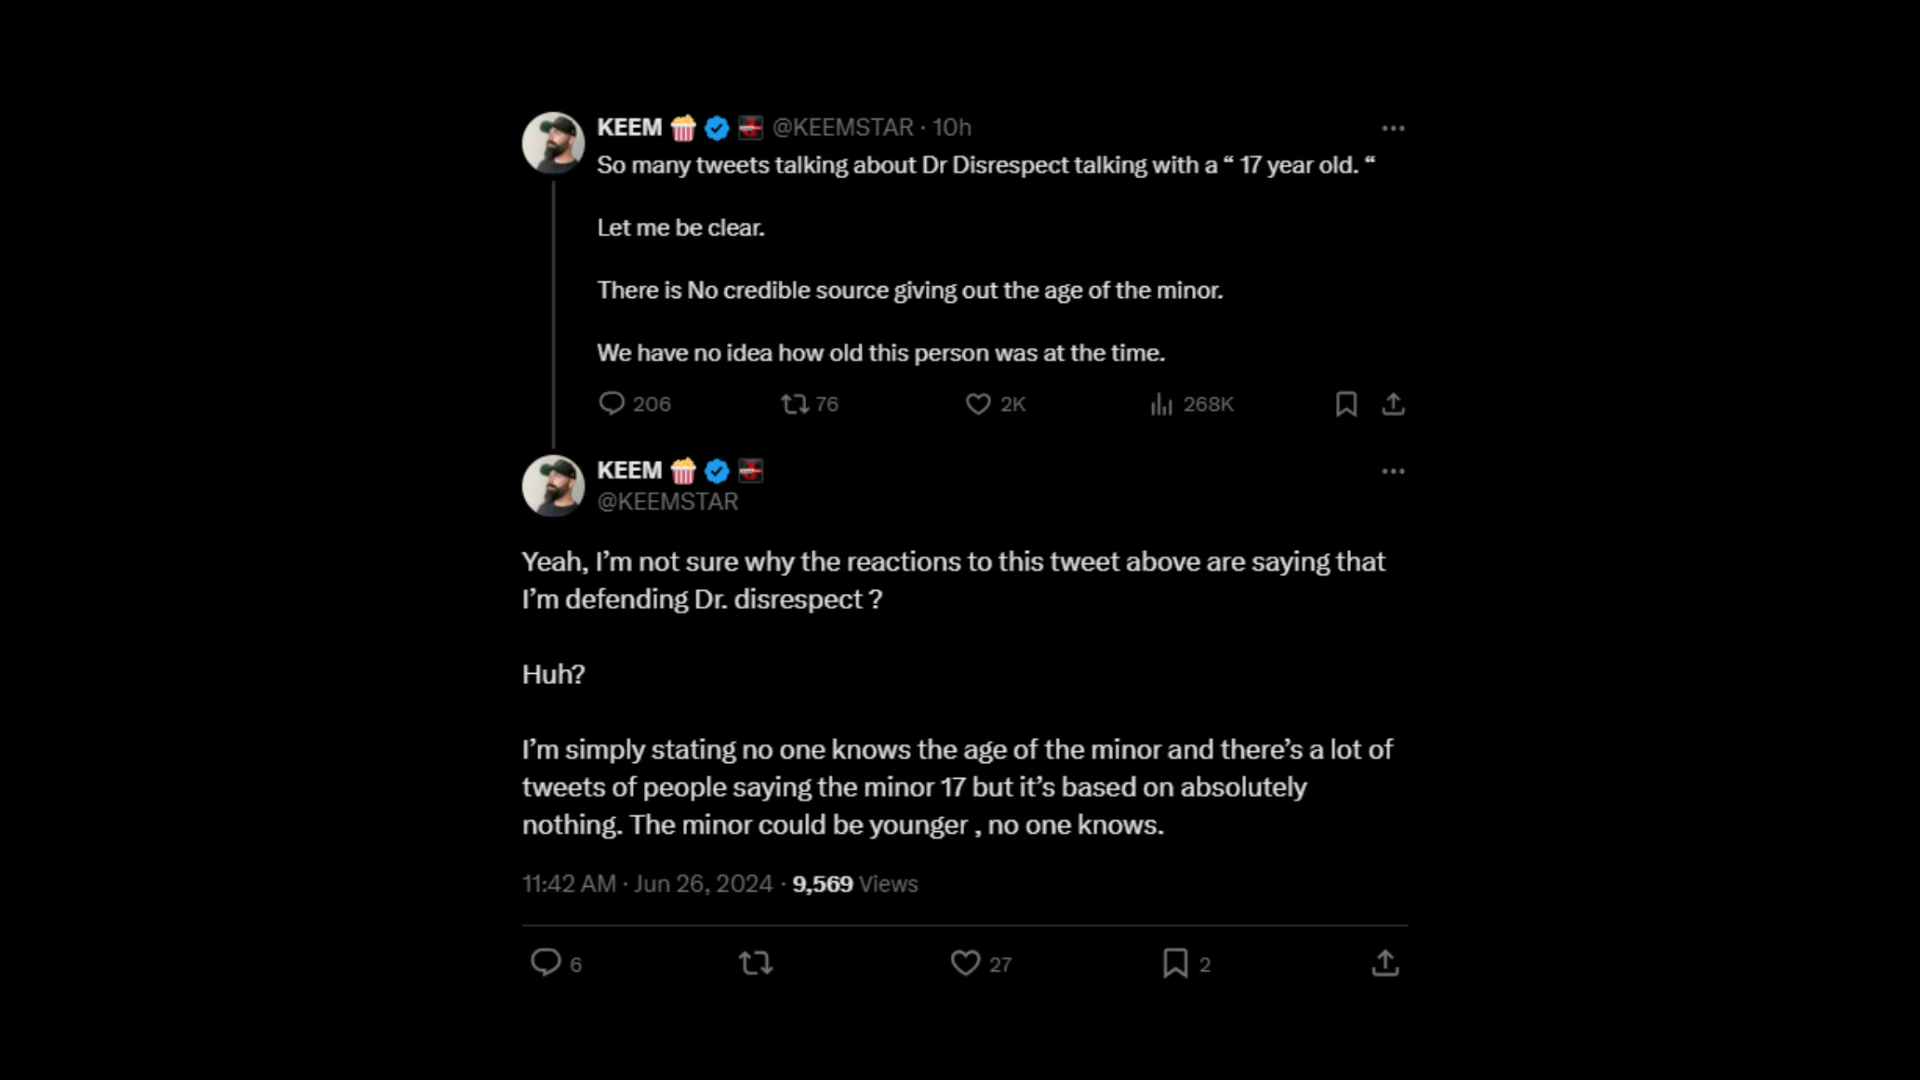 KEEM @KEEMSTAR · 10h
So many tweets talking about Dr Disrespect talking with a “ 17 year old. “
Let me be clear.
There is No credible source giving out the age of the minor.
We have no idea how old this person was at the time.
206 76 2K 268K
KEEM
@KEEMSTAR
Yeah, I’m not sure why the reactions to this tweet above are saying that
I’m defending Dr. disrespect ?
Huh?
I’m simply stating no one knows the age of the minor and there’s a lot of
tweets of people saying the minor 17 but it’s based on absolutely
nothing. The minor could be younger , no one knows.
11:42 AM · Jun 26, 2024 · 9,569 Views
6 27 2